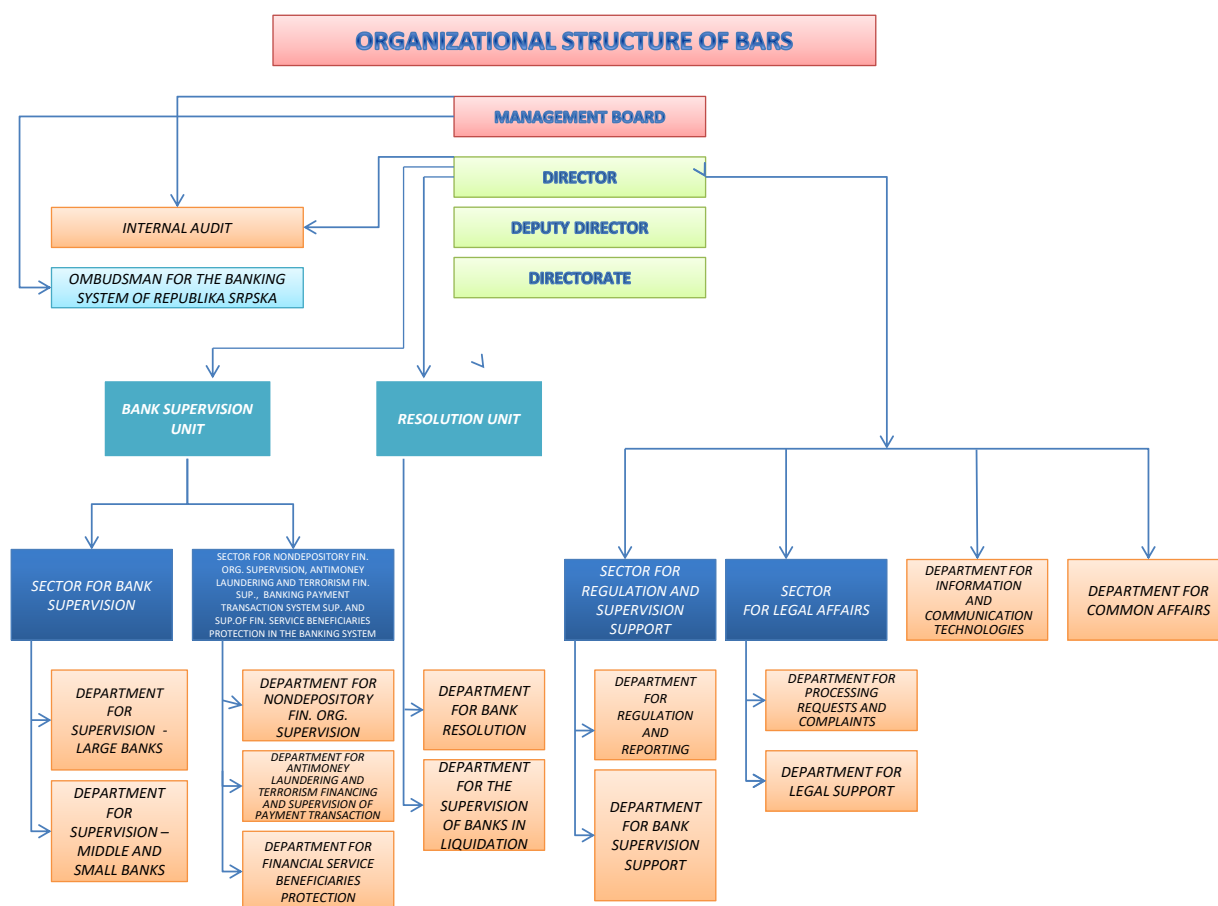 ORGANIZATIONAL STRUCTURE OF BARS
MANAGEMENT BOARD
DIRECTOR
INTERNAL AUDIT
DEPUTY DIRECTOR
OMBUDSMAN FOR THE BANKING
SYSTEM OF REPUBLIKA SRPSKA
DIRECTORATE
BANK SUPERVISION
UNIT
RESOLUTION UNIT
SECTOR FOR BANK
SUPERVISION
SECTOR FOR NONDEPOSITORY FIN.
ORG. SUPERVISION, ANTIMONEY
LAUNDERING AND TERRORISM FIN.
SUP., BANKING PAYMENT
TRANSACTION SYSTEM SUP. AND
SUP.OF FIN. SERVICE BENEFICIARIES
PROTECTION IN THE BANKING SYSTEM
SECTOR FOR
REGULATION AND
SUPERVISION
SUPPORT
SECTOR
FOR LEGAL AFFAIRS
DEPARTMENT FOR
INFORMATION
AND
COMMUNICATION
TECHNOLOGIES
DEPARTMENT FOR
COMMON AFFAIRS
DEPARTMENT
FOR
SUPERVISION -
LARGE BANKS
DEPARTMENT FOR
NONDEPOSITORY
FIN. ORG.
SUPERVISION
DEPARTMENT
FOR BANK
RESOLUTION
DEPARTMENT
FOR
REGULATION
AND
REPORTING
DEPARTMENT FOR
PROCESSING
REQUESTS AND
COMPLAINTS
DEPARTMENT FOR
ANTIMONEY
LAUNDERING AND
TERRORISM FINANCING
AND SUPERVISION OF
PAYMENT TRANSACTION
DEPARTMENT FOR
LEGAL SUPPORT
DEPARTMENT
FOR
SUPERVISION –
MIDDLE AND
SMALL BANKS
DEPARTMENT
FOR THE
SUPERVISION
OF BANKS IN
LIQUIDATION
DEPARTMENT
FOR BANK
SUPERVISION
SUPPORT
DEPARTMENT FOR
FINANCIAL SERVICE
BENEFICIARIES
PROTECTION